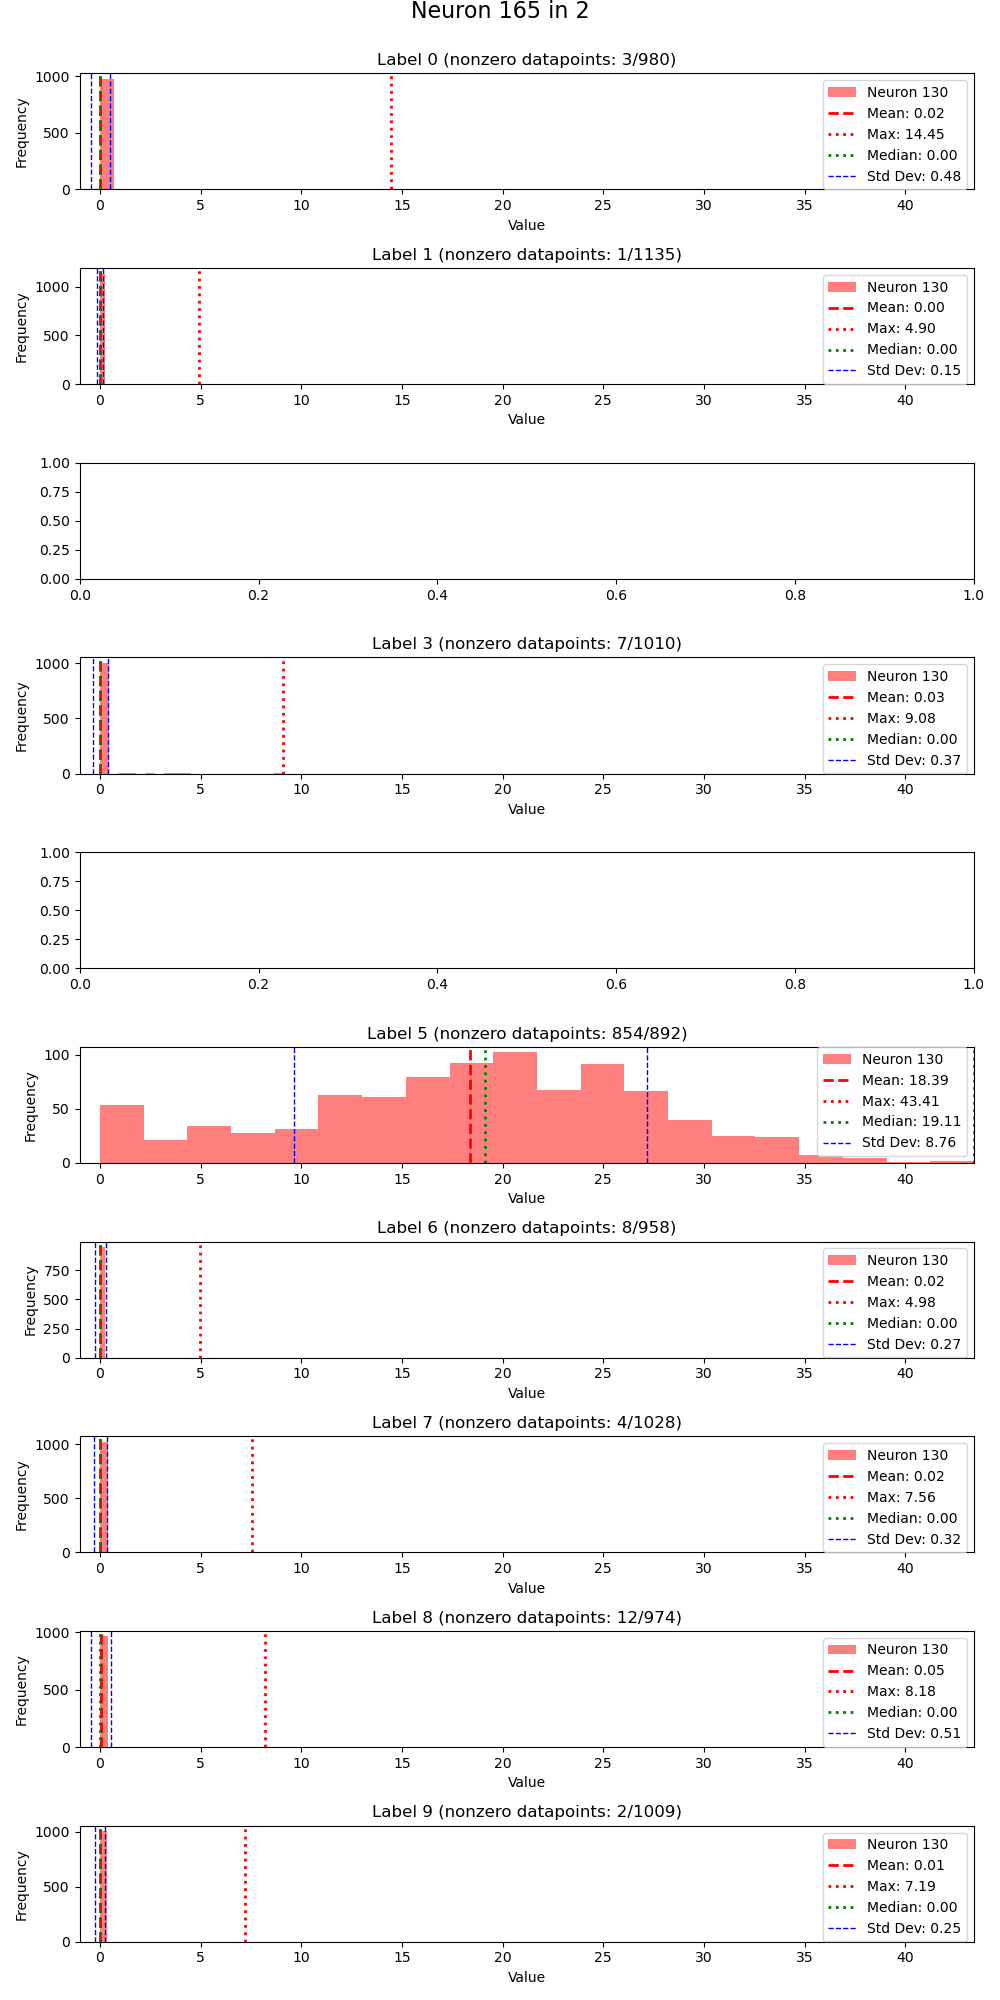 Neuron 165 in 2
Label 0 (nonzero datapoints: 3/980)
Frequency
1000
500
0
Neuron 130
Mean: 0.02
Max: 14.45
Median: 0.00
Std Dev: 0.48
0 5 10 15 20 25 30 35 40
Value
Label 1 (nonzero datapoints: 1/1135)
Frequency
1000
500
0
Neuron 130
Mean: 0.00
Max: 4.90
Median: 0.00
Std Dev: 0.15
0 5 10 15 20 25 30 35 40
Value
1.00
0.75
0.50
0.25
0.00
0.0 0.2 0.4 0.6 0.8 1.0
Label 3 (nonzero datapoints: 7/1010)
Frequency
1000
500
0
Neuron 130
Mean: 0.03
Max: 9.08
Median: 0.00
Std Dev: 0.37
0 5 10 15 20 25 30 35 40
Value
1.00
0.75
0.50
0.25
0.00
0.0 0.2 0.4 0.6 0.8 1.0
Label 5 (nonzero datapoints: 854/892)
Frequency
100
50
0
Neuron 130
Mean: 18.39
Max: 43.41
Median: 19.11
Std Dev: 8.76
0 5 10 15 20 25 30 35 40
Value
Label 6 (nonzero datapoints: 8/958)
Frequency
750
500
250
0
Neuron 130
Mean: 0.02
Max: 4.98
Median: 0.00
Std Dev: 0.27
0 5 10 15 20 25 30 35 40
Value
Label 7 (nonzero datapoints: 4/1028)
Frequency
1000
500
0
Neuron 130
Mean: 0.02
Max: 7.56
Median: 0.00
Std Dev: 0.32
0 5 10 15 20 25 30 35 40
Value
Label 8 (nonzero datapoints: 12/974)
Frequency
1000
500
0
Neuron 130
Mean: 0.05
Max: 8.18
Median: 0.00
Std Dev: 0.51
0 5 10 15 20 25 30 35 40
Value
Label 9 (nonzero datapoints: 2/1009)
Frequency
1000
500
0
Neuron 130
Mean: 0.01
Max: 7.19
Median: 0.00
Std Dev: 0.25
0 5 10 15 20 25 30 35 40
Value